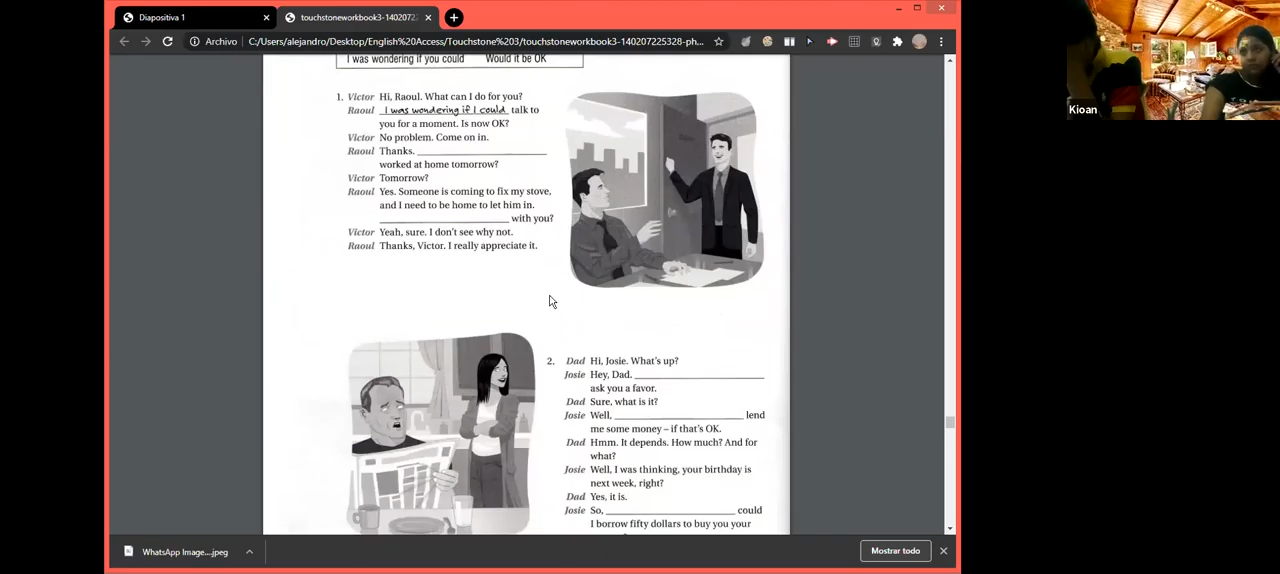 Diapositiva 1
touchstoneworkbook3-1402072
Archivo
C:/Users/alejandro/Desktop/English%20Access/Touchstone%203/touchstoneworkbook3-140207225328-ph...
I was wondering if you could Would it be OK
1. Victor Hi, Raoul. What can I do for you?
Raoul I was wondering if I could talk to
you for a moment. Is now OK?
Victor No problem. Come on in.
Raoul Thanks. ____________
worked at home tomorrow?
Victor Tomorrow?
Raoul Yes. Someone is coming to fix my stove,
and I need to be home to let him in.
____________ with you?
Victor Yeah, sure. I don't see why not.
Raoul Thanks, Victor. I really appreciate it.
2. Dad Hi, Josie. What's up?
Josie Hey, Dad. ____________
ask you a favor.
Dad Sure, what is it?
Josie Well, ____________ lend
me some money – if that's OK.
Dad Hmm. It depends. How much? And for
what?
Josie Well, I was thinking, your birthday is
next week, right?
Dad Yes, it is.
Josie So, ____________ could
I borrow fifty dollars to buy you your
WhatsApp Image....jpeg
Mostrar todo
Kioan